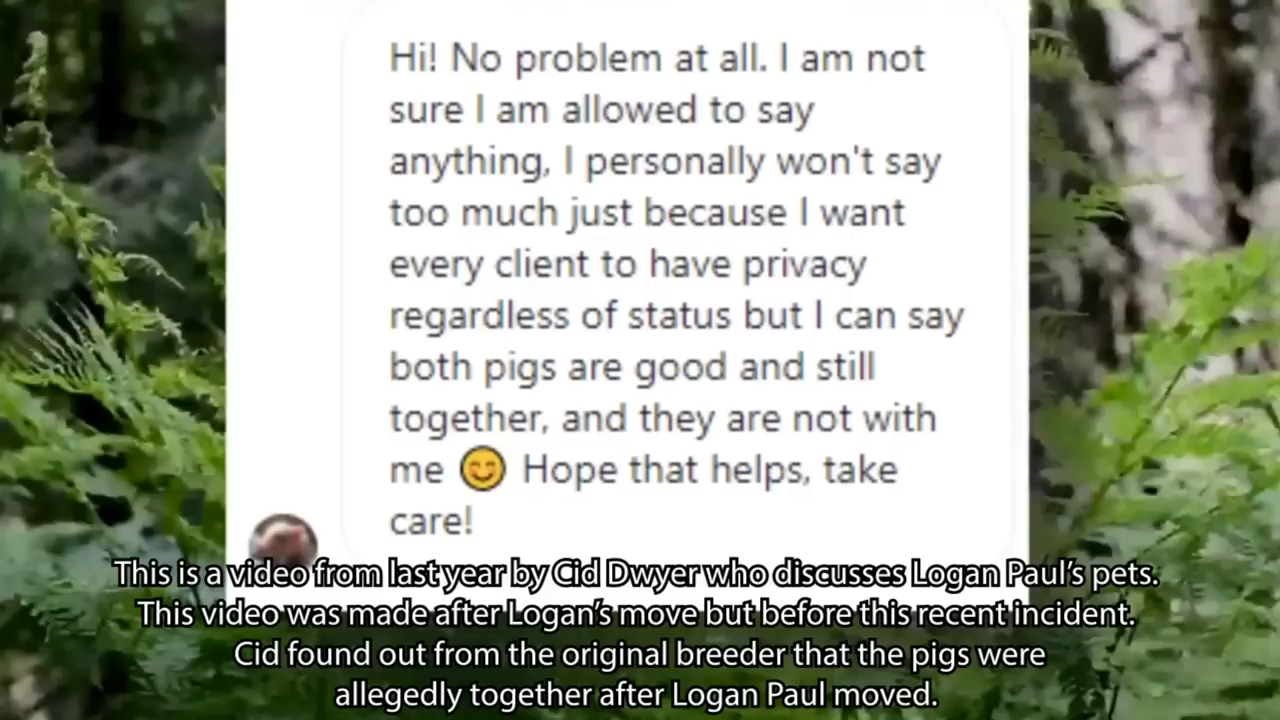 Hi! No problem at all. I am not
sure I am allowed to say
anything, I personally won't say
too much just because I want
every client to have privacy
regardless of status but I can say
both pigs are good and still
together, and they are not with
me 😊 Hope that helps, take
care!
This is a video from last year by Cid Dwyer who discusses Logan Paul's pets.
This video was made after Logan's move but before this recent incident.
Cid found out from the original breeder that the pigs were
allegedly together after Logan Paul moved.